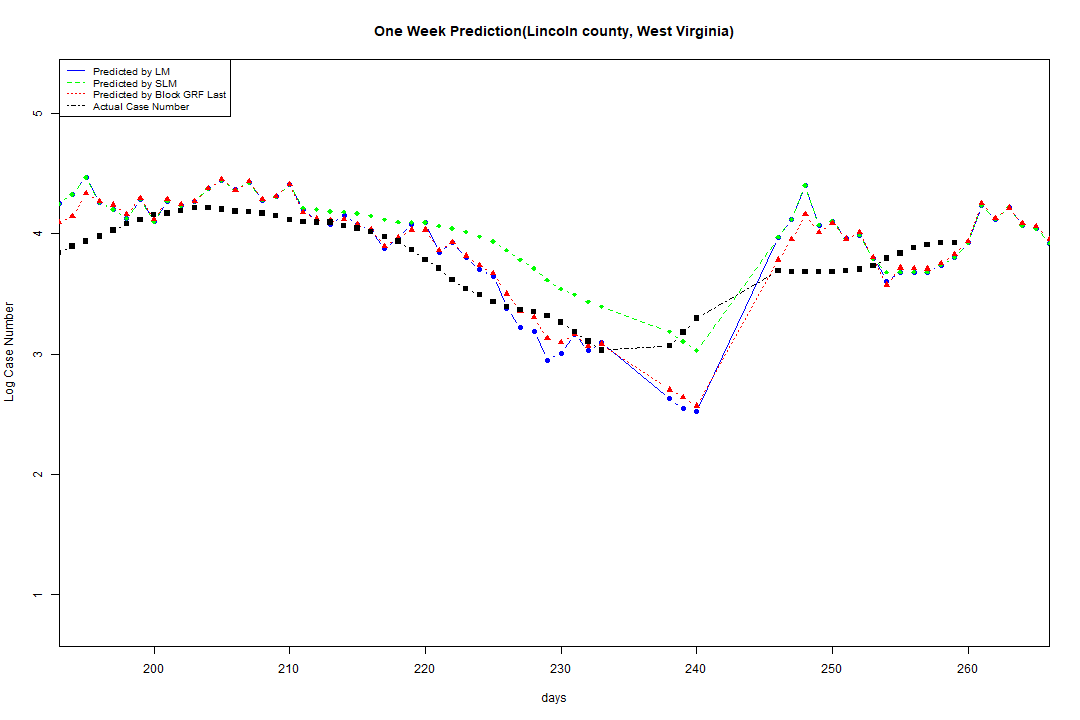 One Week Prediction(Lincoln county, West Virginia)
Predicted by LM
Predicted by SLM
Predicted by Block GRF Last
Actual Case Number
5
4
3
2
1
Log Case Number
200 210 220 230 240 250 260
days